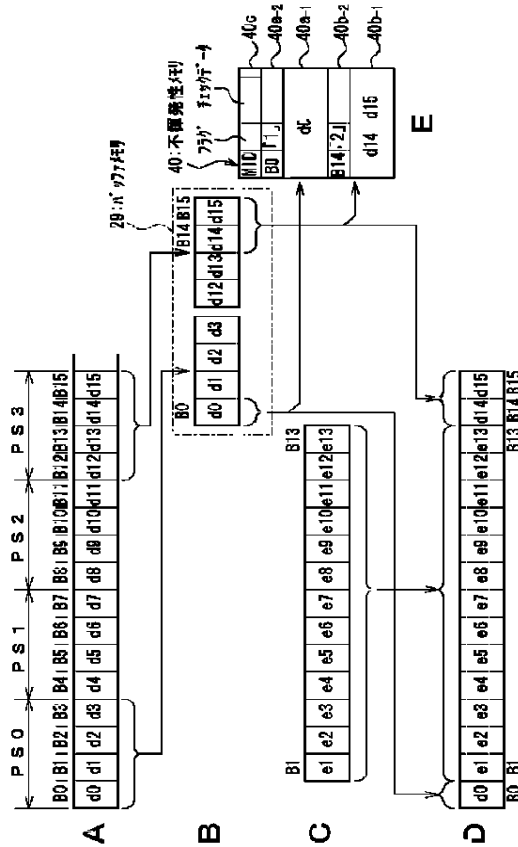 PS0 PS1 PS2 PS3
B0 B1 B2 B3 B4 B5 B6 B7 B8 B9 B10 B11 B12 B13 B14 B15
A d0 d1 d2 d3 d4 d5 d6 d7 d8 d9 d10 d11 d12 d13 d14 d15
29:バッファメモリ
B0 B14 B15
B d0 d1 d2 d3 d12 d13 d14 d15
B1 B13
C e1 e2 e3 e4 e5 e6 e7 e8 e9 e10 e11 e12 e13
D d0 e1 e2 e3 e4 e5 e6 e7 e8 e9 e10 e11 e12 e13 d14 d15
B0 B1 B13 B14 B15
40:不揮発性メモリ
フラグ チェックデータ
MID 40c
B0 「1」 40a-2
d0 40a-1
B14 「2」 40b-2
d14 d15 40b-1
E